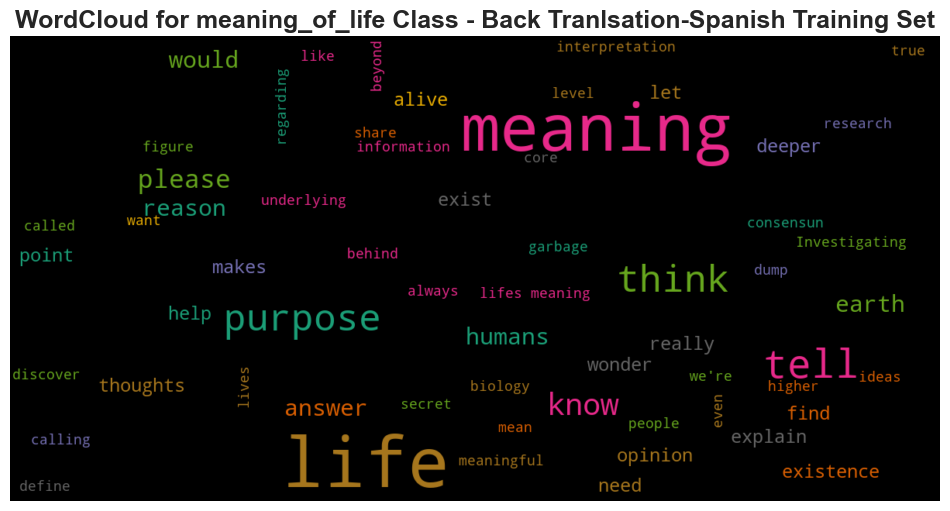 WordCloud for meaning_of_life Class - Back Tranlsation-Spanish Training Set
interpretation
true
would
like
beyond
alive
level
let
regarding
meaning
research
share
figure
information
core
deeper
please
reason
underlying
exist
want
called
consensun
Investigating
point
behind
garbage
makes
think
dump
always
lifes meaning
earth
help
purpose
humans
really
wonder
tell
discover
thoughts
lives
biology
we're
higher
ideas
answer
secret
know
even
find
mean
people
calling
life
explain
meaningful
opinion
existence
define
need